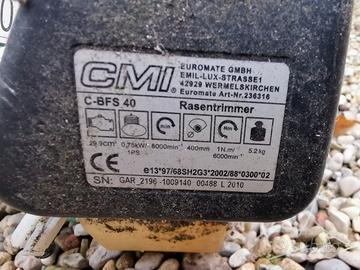 CMI®
EUROMATE GMBH
EMIL-LUX-STRASSE1
42929 WERMELSKIRCHEN
Euromate Art-Nr.236316
C-BFS 40
Rasentrimmer
29.9cm³ 0,75kW/ 8000min⁻¹ 400mm 1N.m/ 5.2kg
1PS 6000min⁻¹
CE
e13*97/68SH2G3*2002/88*0300*02
SN: GAR_2196-1009140 00488 L 2010